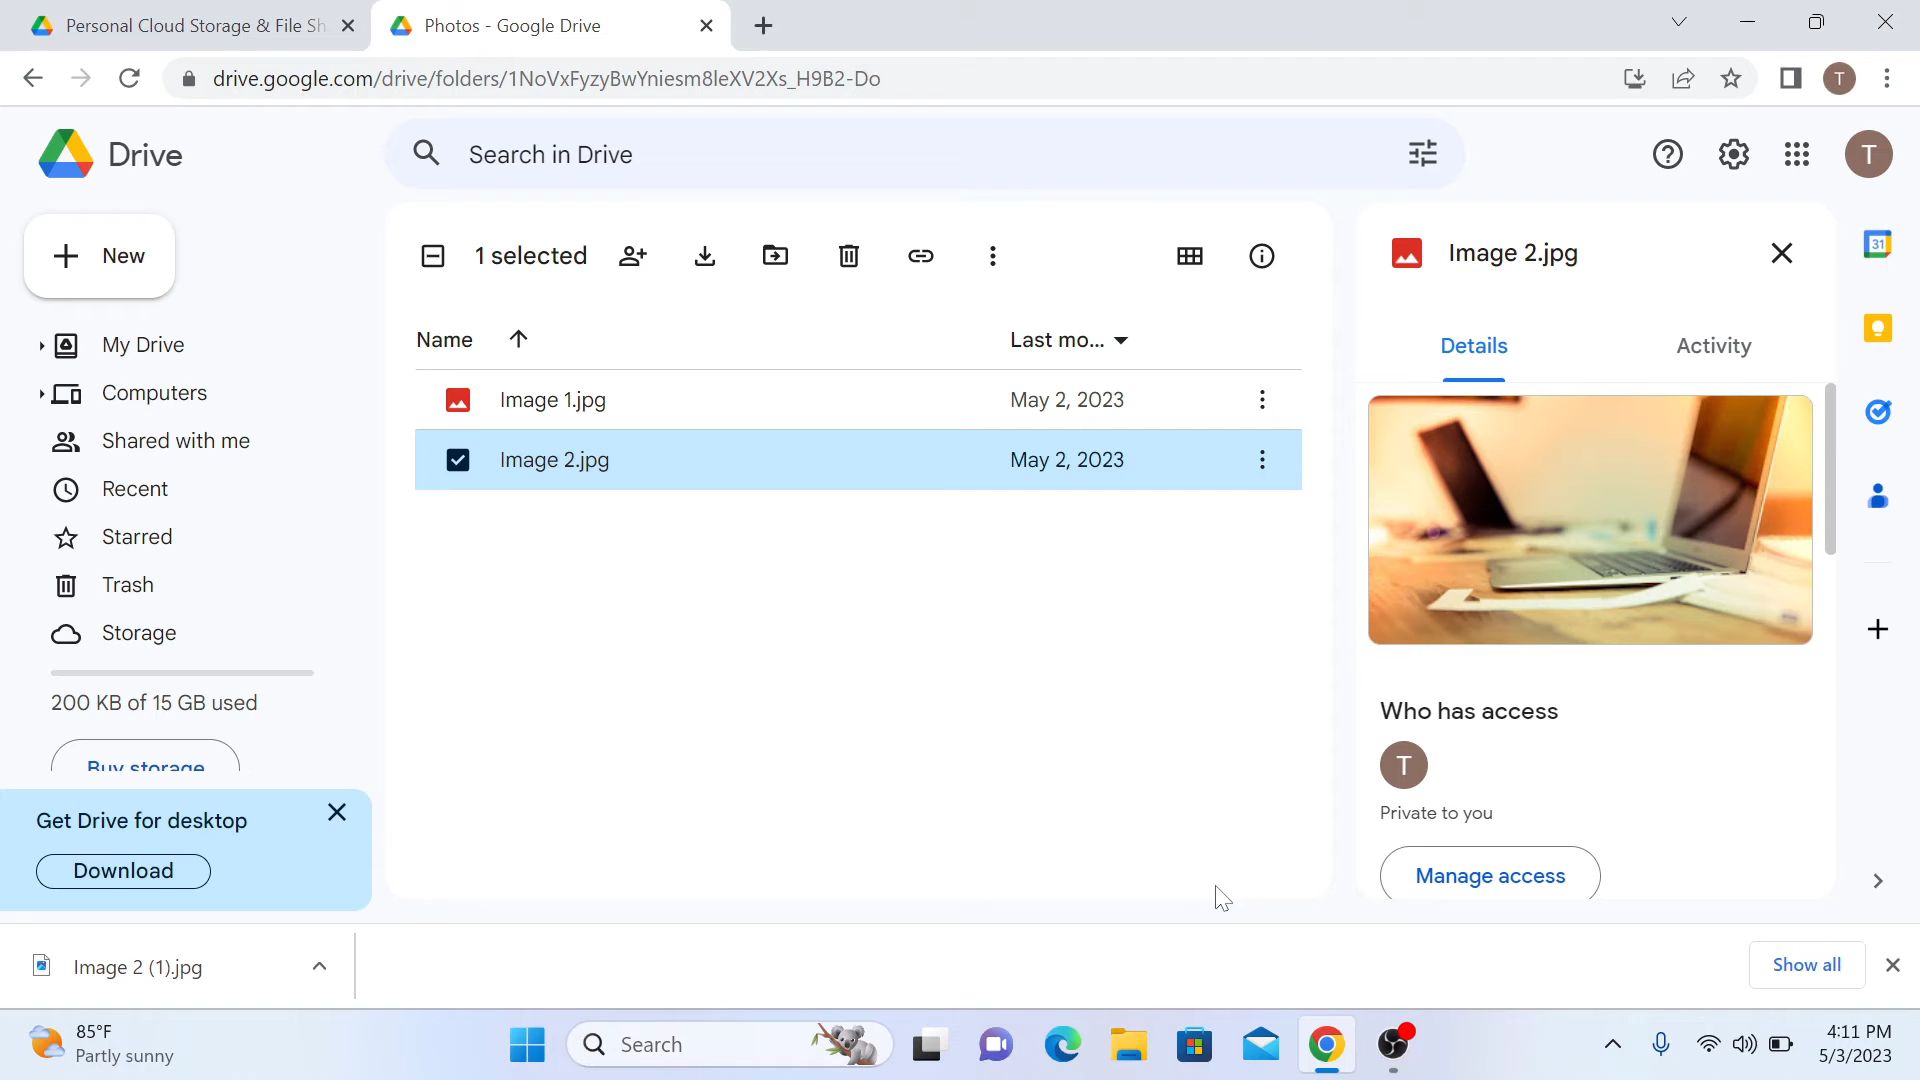 Personal Cloud Storage & File Sh
Photos - Google Drive
drive.google.com/drive/folders/1NoVxFyzyBwYniesm8leXV2Xs_H9B2-Do
T
Drive
Search in Drive
T
New
1 selected
Image 2.jpg
31
My Drive
Computers
Shared with me
Recent
Starred
Trash
Storage
200 KB of 15 GB used
Buy storage
Get Drive for desktop
Download
Name
Last mo...
Image 1.jpg
May 2, 2023
Image 2.jpg
May 2, 2023
Details
Activity
Who has access
T
Private to you
Manage access
Image 2 (1).jpg
Show all
85°F
Partly sunny
Search
4:11 PM
5/3/2023